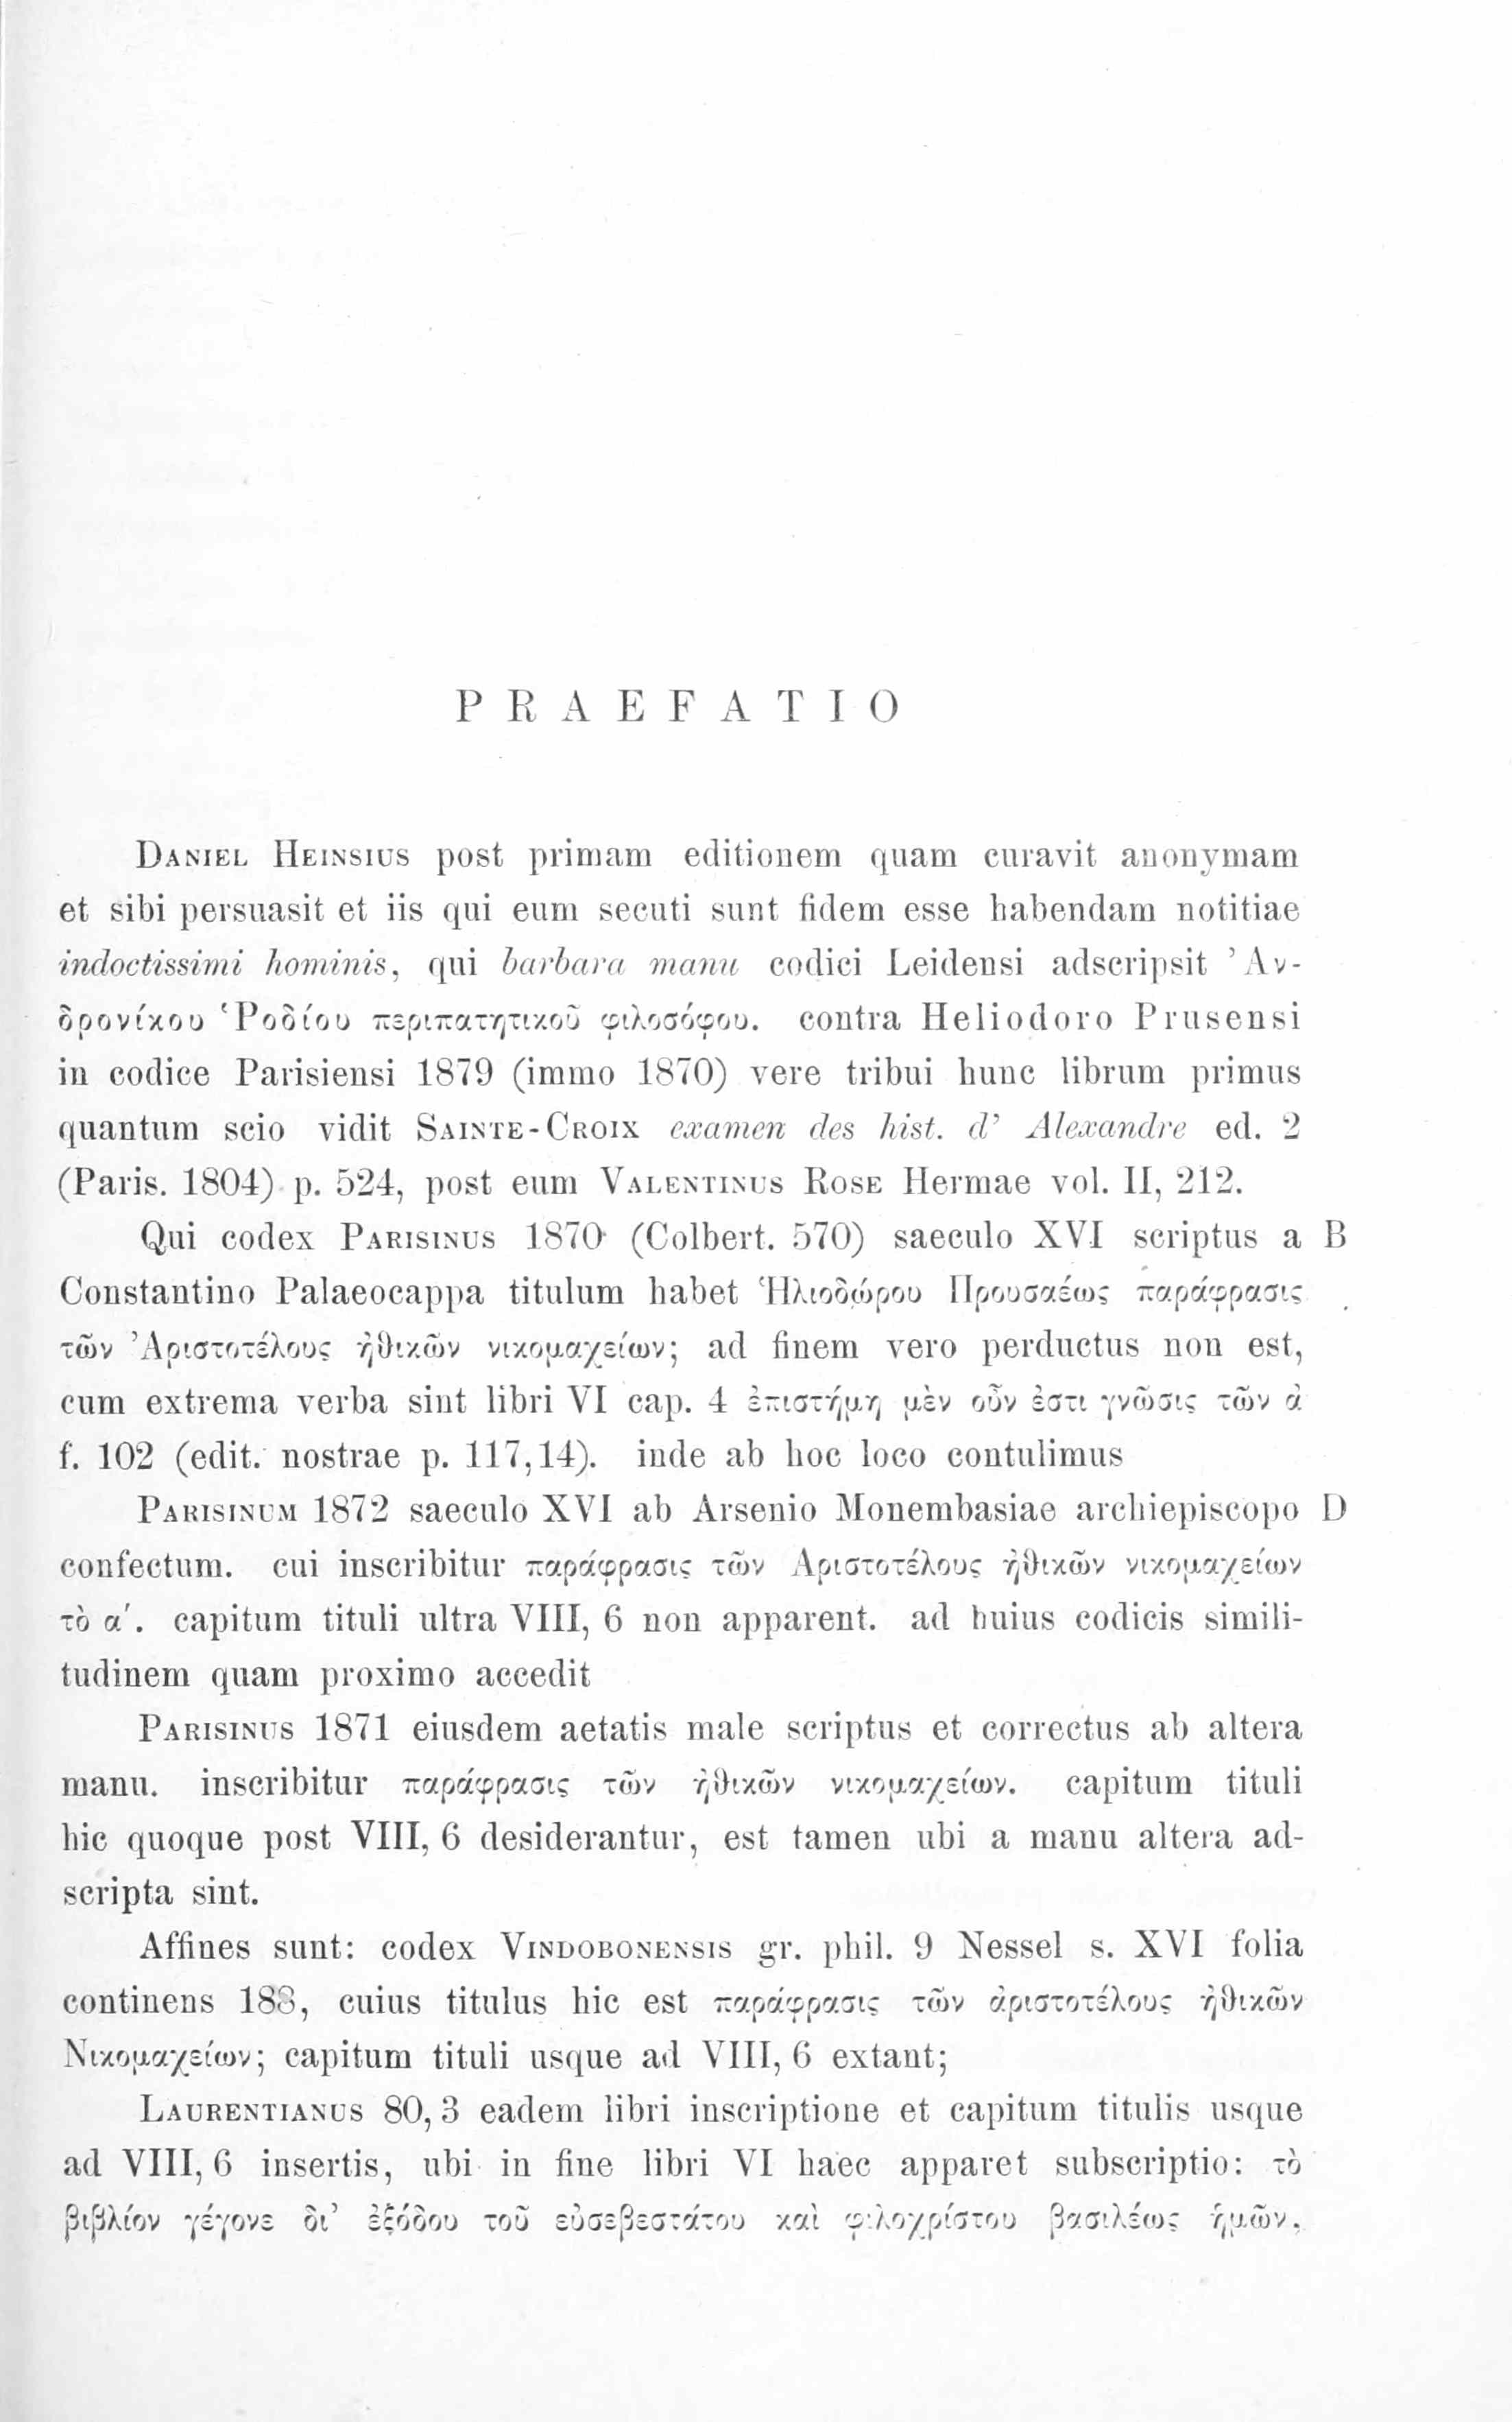 PRAEFATIO
DANIEL HEINSIUS post primam editionem quam curavit anonymam
et sibi persuasit et iis qui eum secuti sunt fidem esse habendam notitiae
indoctissimi hominis, qui barbara manu codici Leidensi adscripsit Ἀν-
δρονίκου Ῥοδίου περιπατητικοῦ φιλοσόφου. contra Heliodoro Prusensi
in codice Parisiensi 1879 (immo 1870) vere tribui hunc librum primus
quantum scio vidit SAINTE-CROIX examen des hist. d' Alexandre ed. 2
(Paris. 1804) p. 524, post eum VALENTINUS ROSE Hermae vol. II, 212.
Qui codex PARISINUS 1870 (Colbert. 570) saeculo XVI scriptus a B
Constantino Palaeocappa titulum habet Ἡλιοδώρου Προυσαέως παράφρασις
τῶν Ἀριστοτέλους ἠθικῶν νικομαχείων; ad finem vero perductus non est,
cum extrema verba sint libri VI cap. 4 ἐπιστήμη μὲν οὖν ἐστι γνῶσις τῶν ἀ
f. 102 (edit. nostrae p. 117,14). inde ab hoc loco contulimus
PARISINUM 1872 saeculo XVI ab Arsenio Monembasiae archiepiscopo D
confectum. cui inscribitur παράφρασις τῶν Ἀριστοτέλους ἠθικῶν νικομαχείων
τὸ α'. capitum tituli ultra VIII, 6 non apparent. ad huius codicis simili-
tudinem quam proximo accedit
PARISINUS 1871 eiusdem aetatis male scriptus et correctus ab altera
manu. inscribitur παράφρασις τῶν ἠθικῶν νικομαχείων. capitum tituli
hic quoque post VIII, 6 desiderantur, est tamen ubi a manu altera ad-
scripta sint.
Affines sunt: codex VINDOBONENSIS gr. phil. 9 Nessel s. XVI folia
continens 188, cuius titulus hic est παράφρασις τῶν ἀριστοτέλους ἠθικῶν
Νικομαχείων; capitum tituli usque ad VIII, 6 extant;
LAURENTIANUS 80, 3 eadem libri inscriptione et capitum titulis usque
ad VIII, 6 insertis, ubi in fine libri VI haec apparet subscriptio: τὸ
βιβλίον γέγονε δι' ἐξόδου τοῦ εὐσεβεστάτου καὶ φιλοχρίστου βασιλέως ἡμῶν,